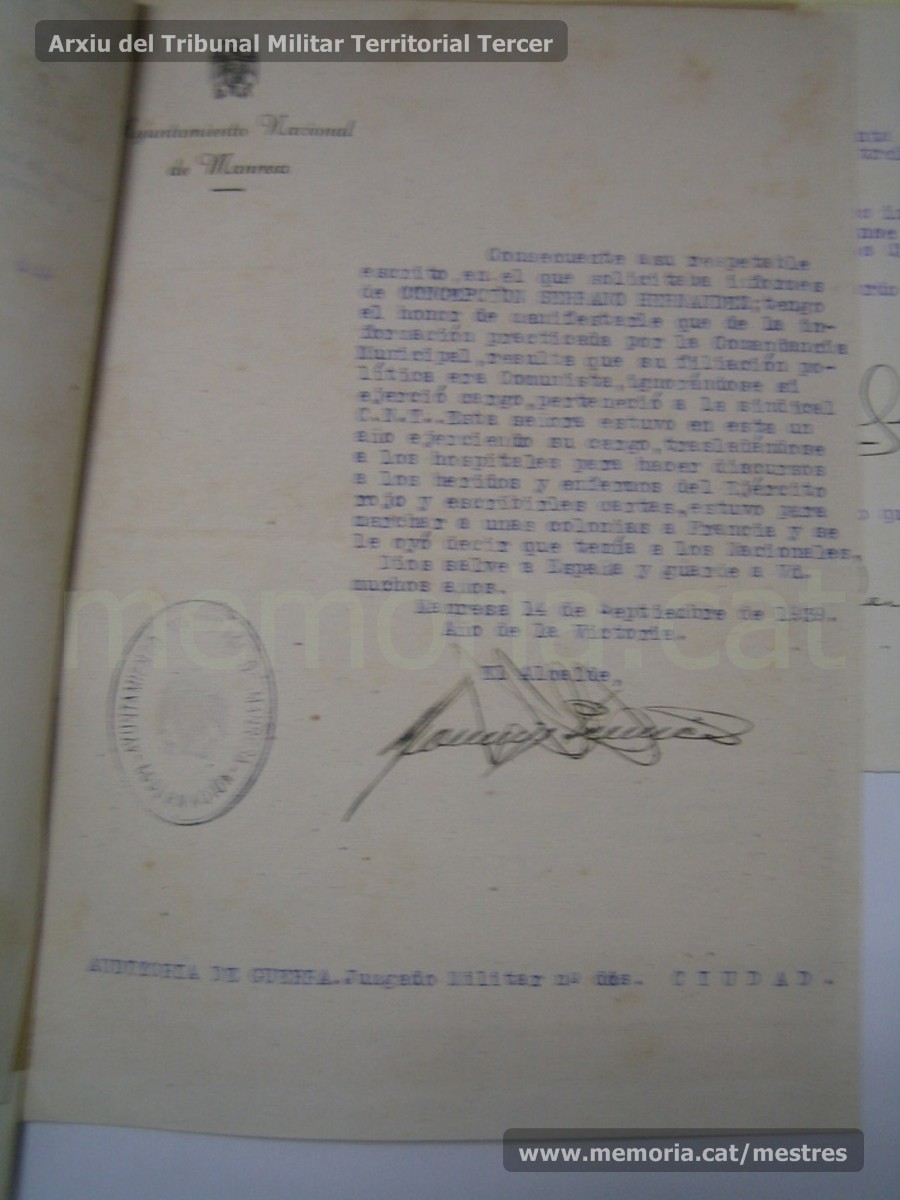 Arxiu del Tribunal Militar Territorial Tercer
Ayuntamiento Nacional
de Manresa
Consecuente asu respetable
escrito,en el que solicitaba informes
de CONCEPCION SERRANO HERNANDEZ;tengo
el honor de manifestarle que de la in-
formación practicada por la Comandancia
Municipal,resulta que su filiación po-
lítica era Comunista,ignorándose si
ejerció cargo,perteneció a la sindical
C.N.T..Esta señora estuvo en esta un
año ejerciendo su cargo,trasladándose
a los hospitales para hacer discursos
a los heridos y enfermos del Ejército
rojo y escribirles cartas,estuvo para
marchar a unas colonias a Francia y se
le oyó decir que temía a los Nacionales.
Dios salve a España y guarde a Vd.
muchos años.
Manresa 14 de Septiembre de 1939.
Año de la Victoria.
El Alcalde,
AUDITORIA DE GUERRA.Juzgado Militar nº dos. C I U D A D .
memoria.cat
www.memoria.cat/mestres